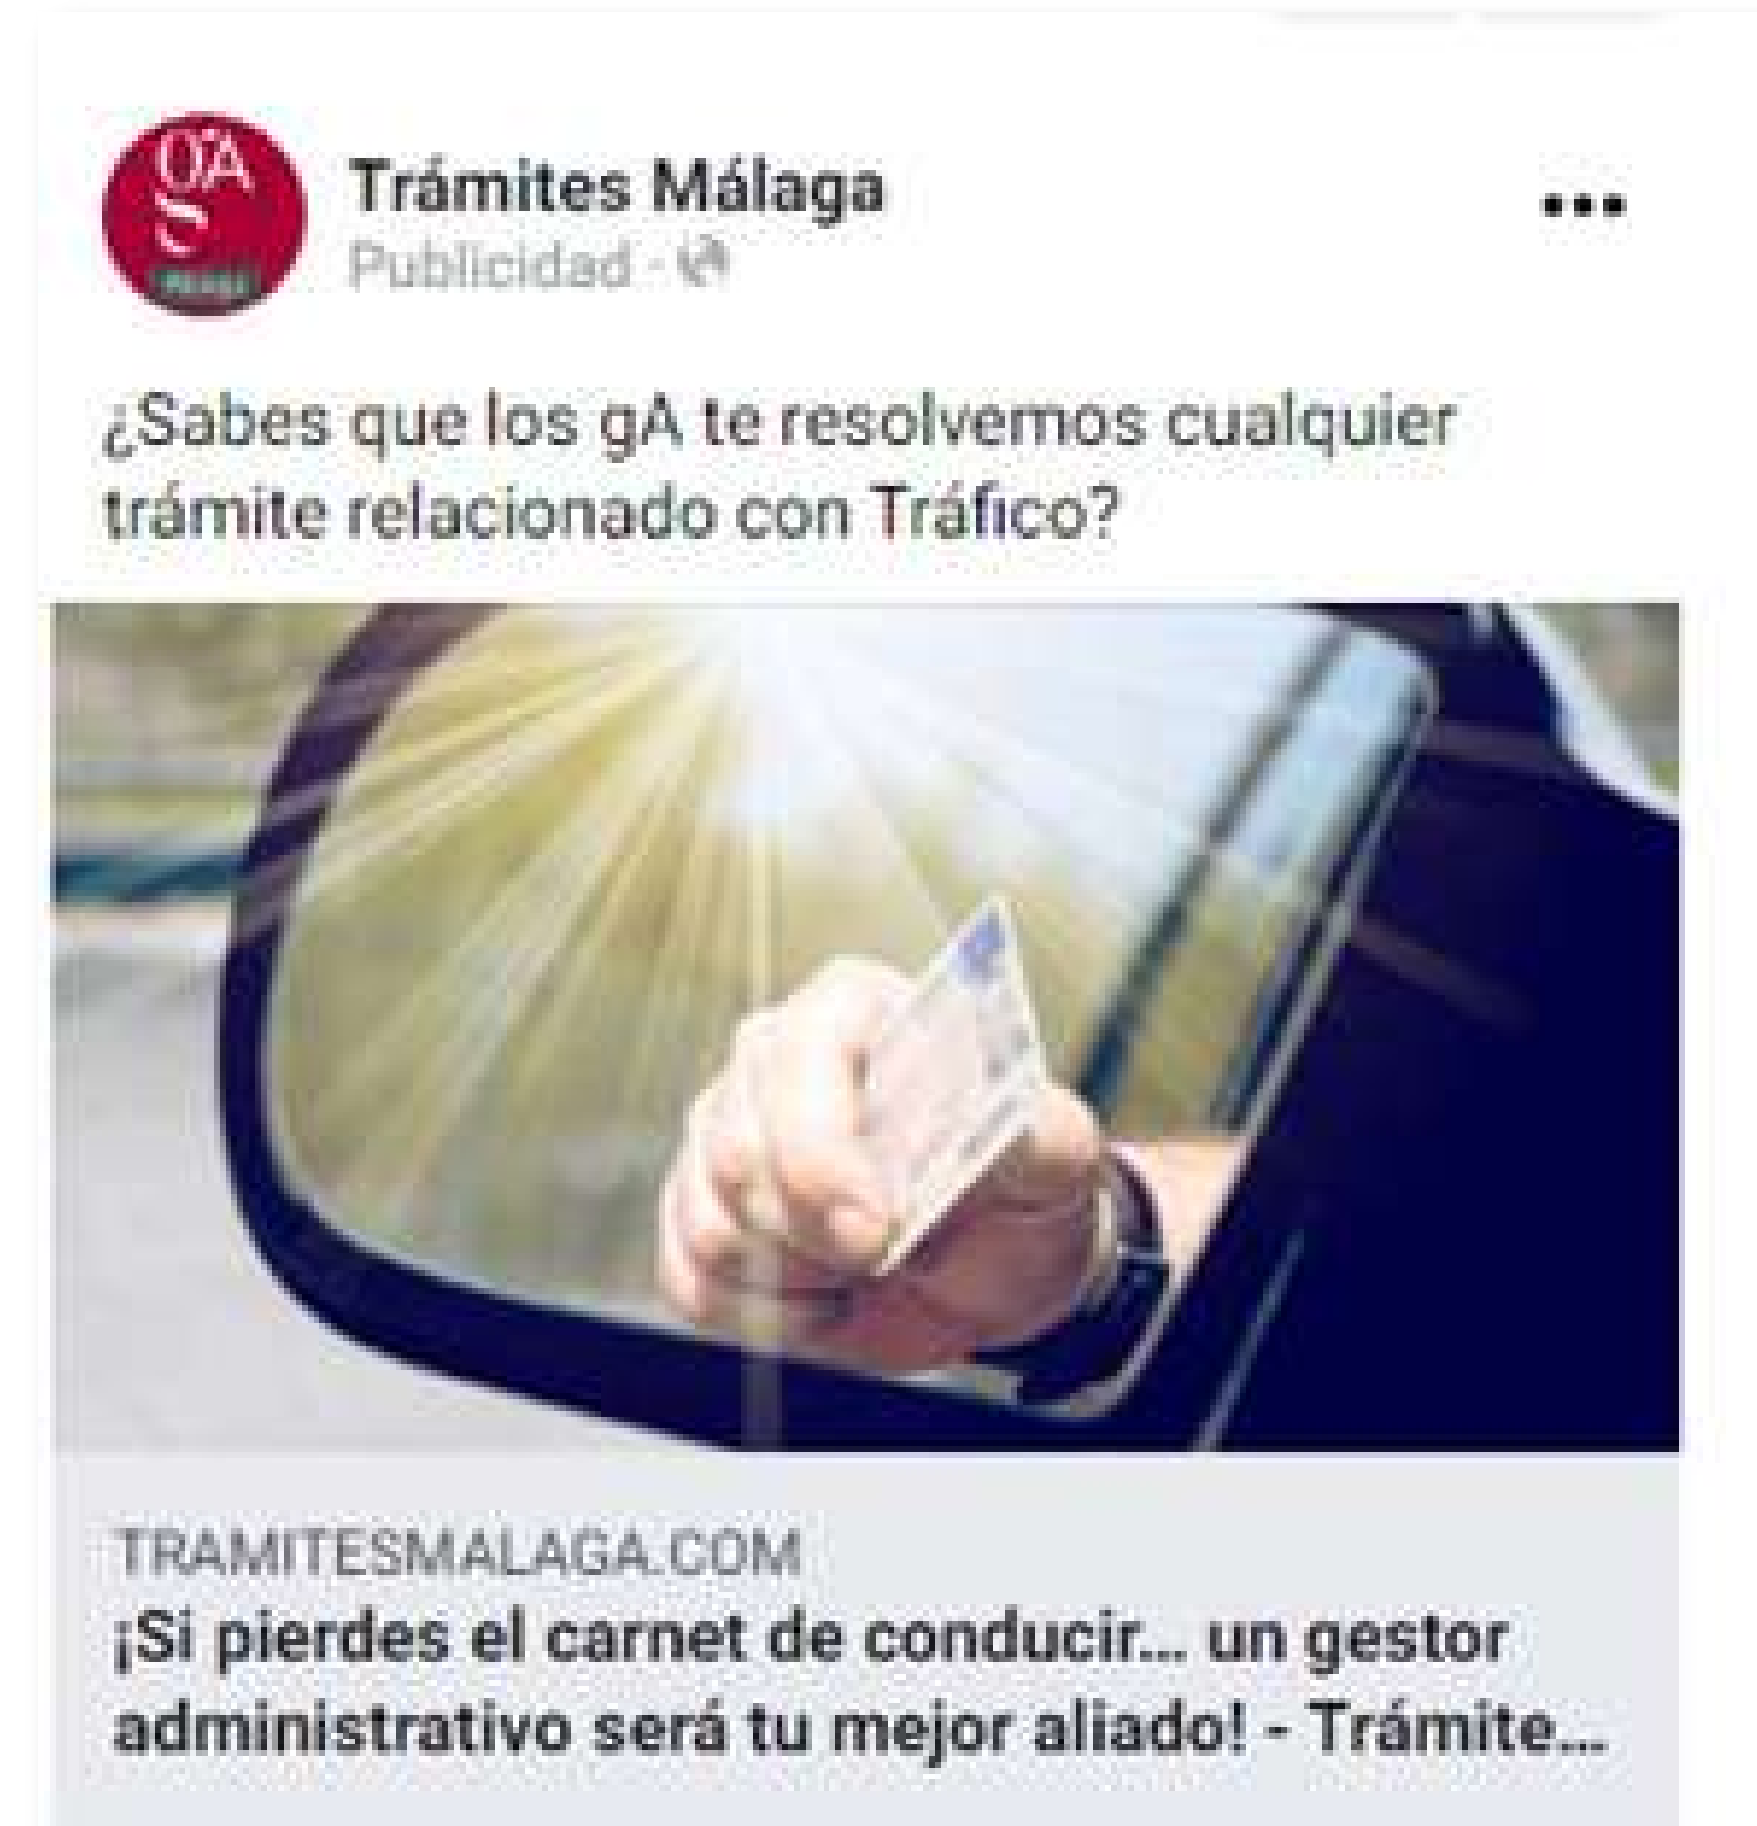 gA
S
Trámites Málaga
Publicidad ·
¿Sabes que los gA te resolvemos cualquier
trámite relacionado con Tráfico?
TRAMITESMALAGA.COM
¡Si pierdes el carnet de conducir... un gestor
administrativo será tu mejor aliado! - Trámite...